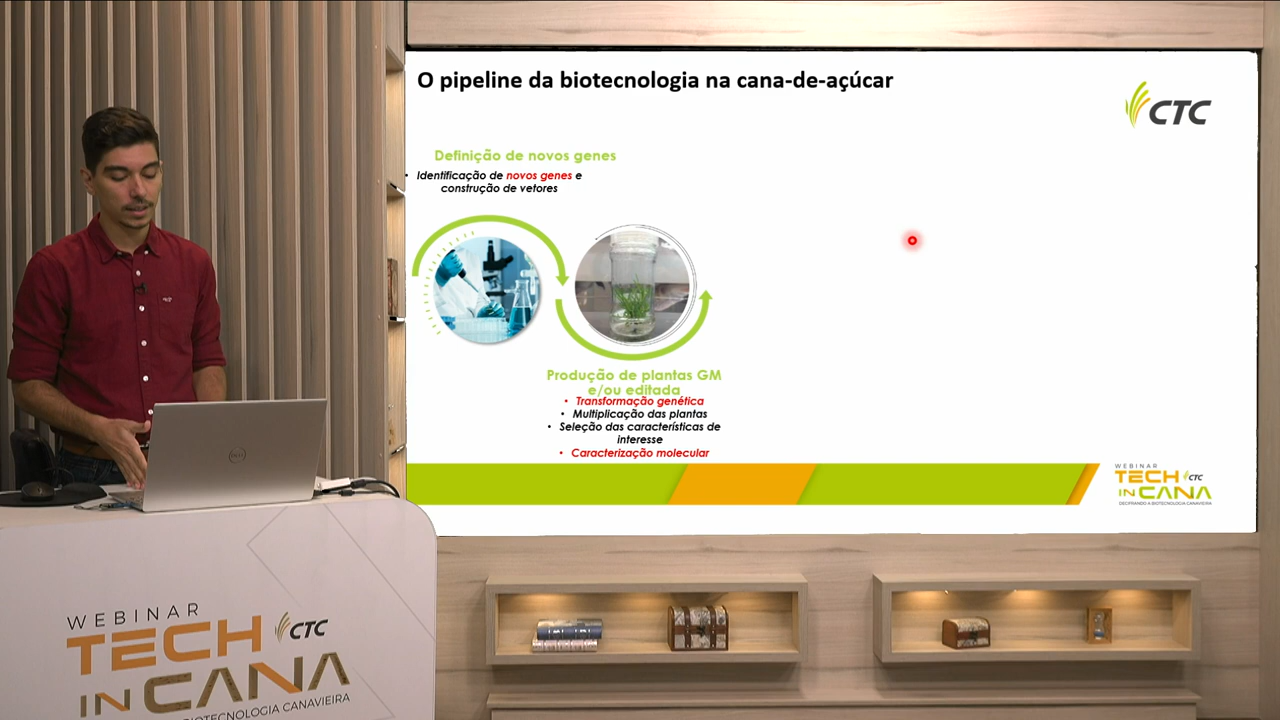 O pipeline da biotecnologia na cana-de-açúcar
CTC
Definição de novos genes
• Identificação de novos genes e
construção de vetores
Produção de plantas GM
e/ou editada
• Transformação genética
• Multiplicação das plantas
• Seleção das características de
interesse
• Caracterização molecular
WEBINAR
TECH CTC
IN CANA
DECIFRANDO A BIOTECNOLOGIA CANAVIEIRA
DELL
WEBINAR
TECH CTC
IN CANA
BIOTECNOLOGIA CANAVIEIRA